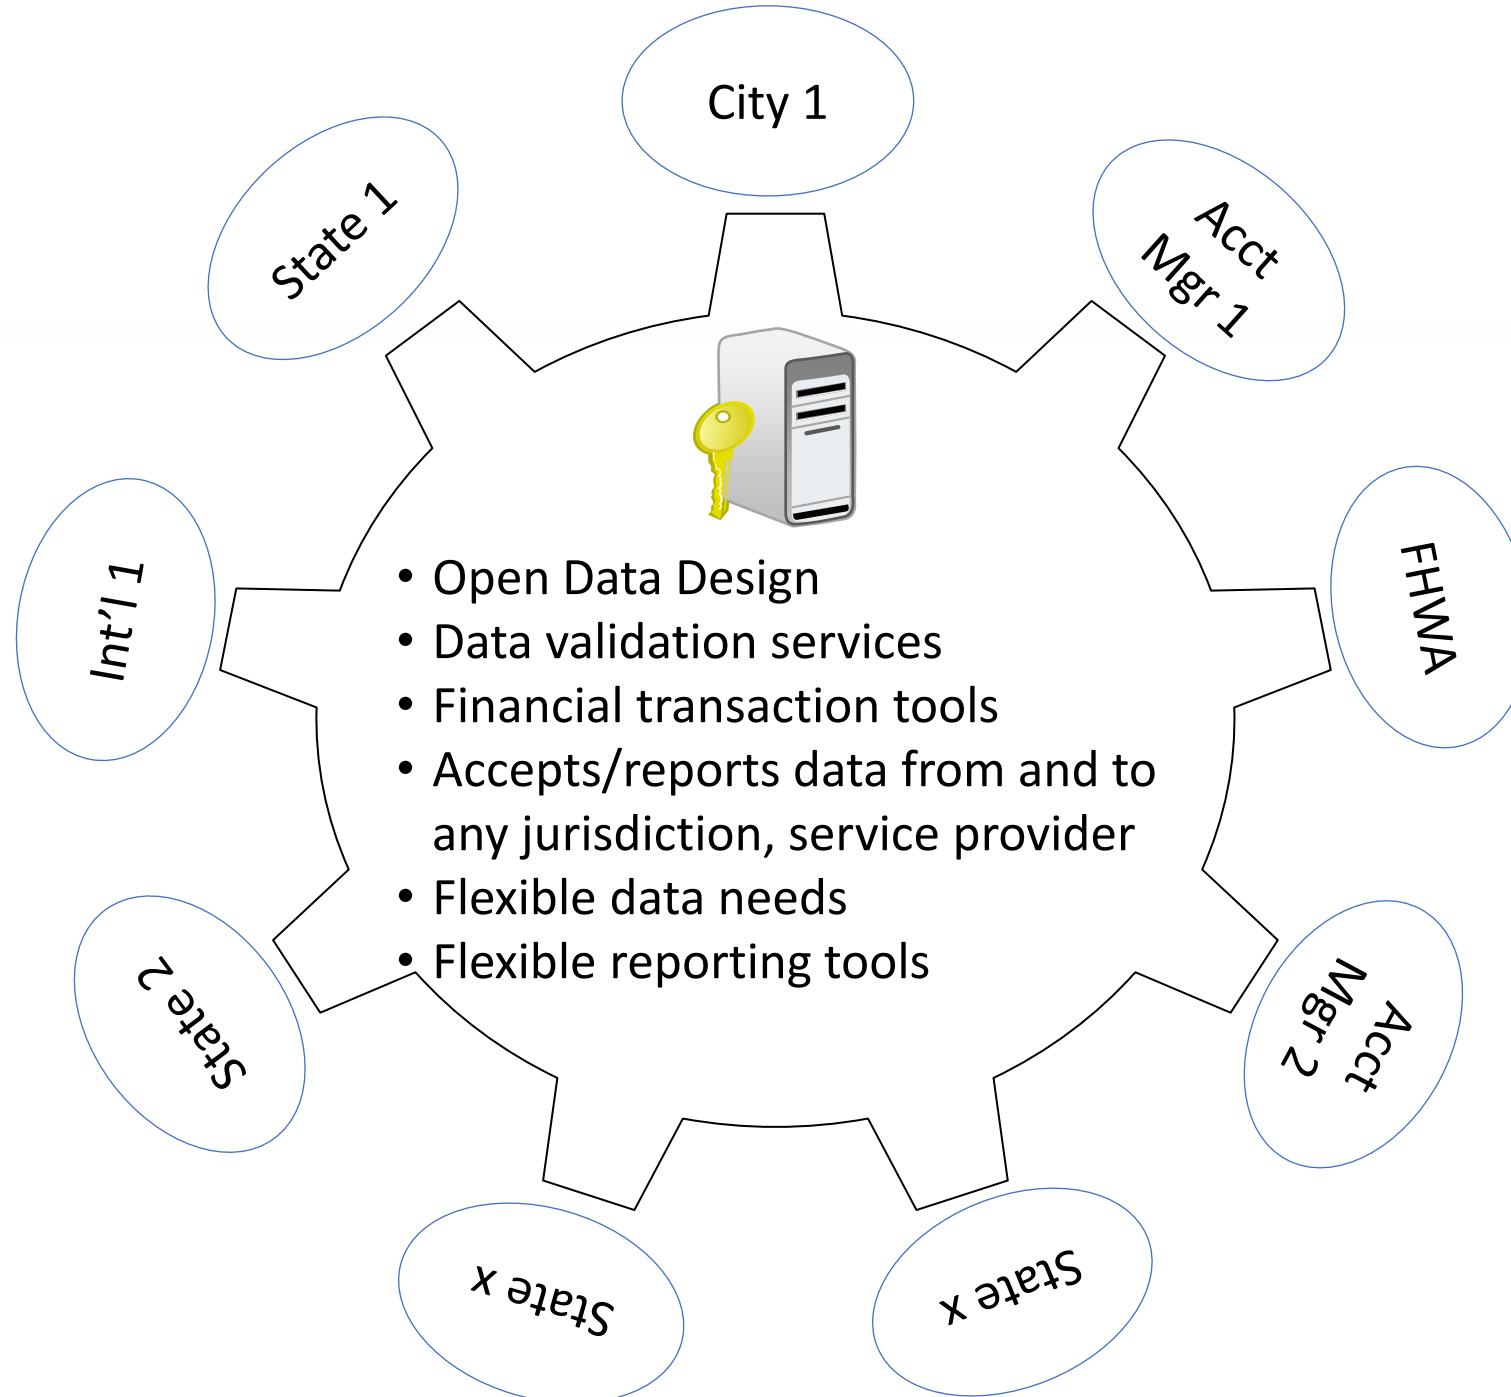 City 1
State 1
Acct
Mgr 1
Int'l 1
FHWA
• Open Data Design
• Data validation services
• Financial transaction tools
• Accepts/reports data from and to
any jurisdiction, service provider
• Flexible data needs
• Flexible reporting tools
State 2
Acct
Mgr 2
State x
State x